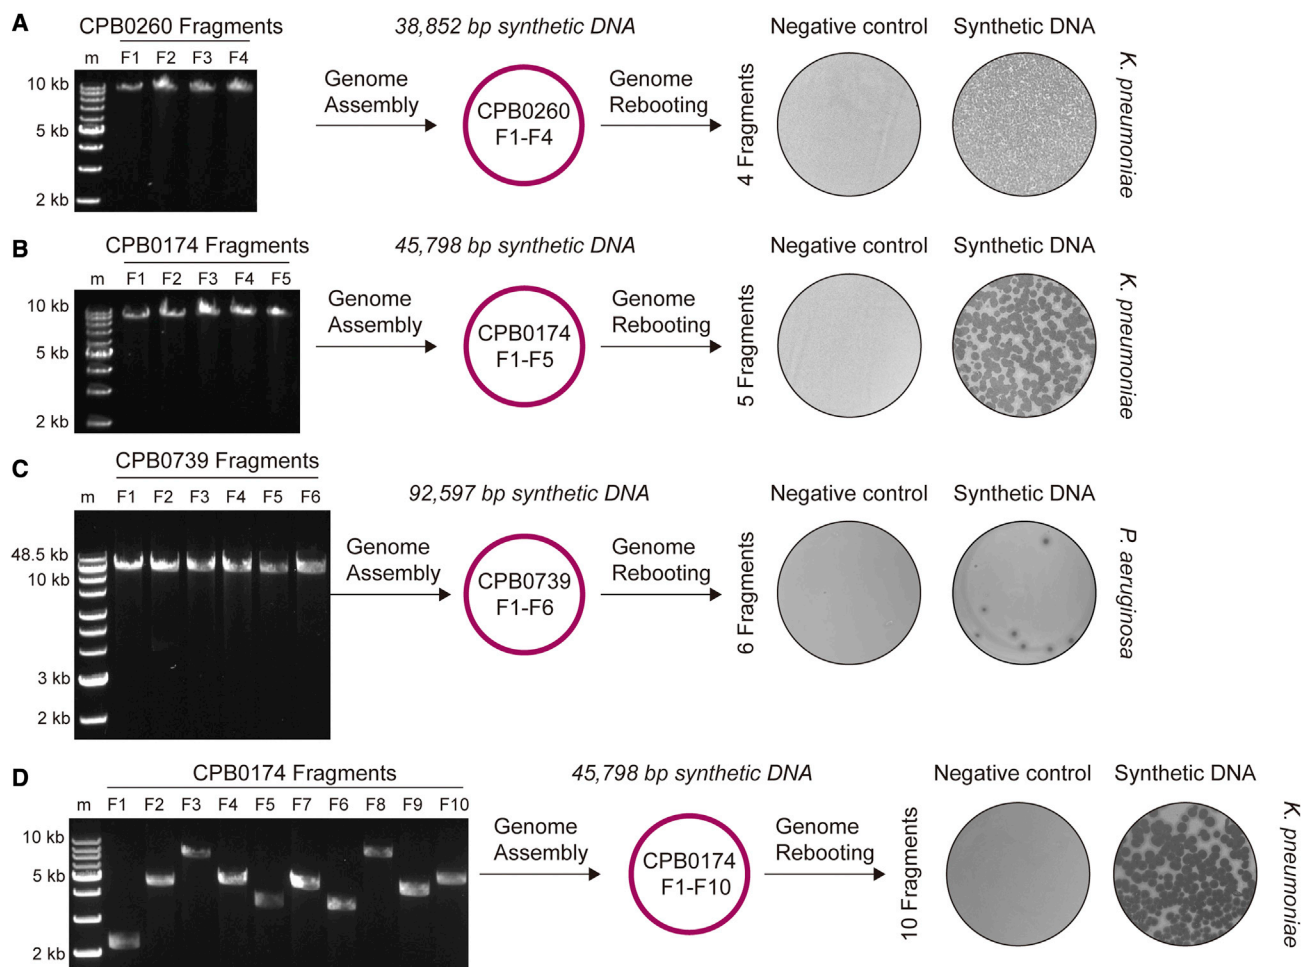 A
CPB0260 Fragments
m F1 F2 F3 F4
10 kb
5 kb
2 kb
38,852 bp synthetic DNA
Genome
Assembly
CPB0260
F1-F4
Genome
Rebooting
4 Fragments
Negative control
Synthetic DNA
K. pneumoniae
B
CPB0174 Fragments
m F1 F2 F3 F4 F5
10 kb
5 kb
2 kb
45,798 bp synthetic DNA
Genome
Assembly
CPB0174
F1-F5
Genome
Rebooting
5 Fragments
Negative control
Synthetic DNA
K. pneumoniae
C
CPB0739 Fragments
m F1 F2 F3 F4 F5 F6
48.5 kb
10 kb
3 kb
2 kb
92,597 bp synthetic DNA
Genome
Assembly
CPB0739
F1-F6
Genome
Rebooting
6 Fragments
Negative control
Synthetic DNA
P. aeruginosa
D
CPB0174 Fragments
m F1 F2 F3 F4 F5 F7 F6 F8 F9 F10
10 kb
5 kb
2 kb
45,798 bp synthetic DNA
Genome
Assembly
CPB0174
F1-F10
Genome
Rebooting
10 Fragments
Negative control
Synthetic DNA
K. pneumoniae